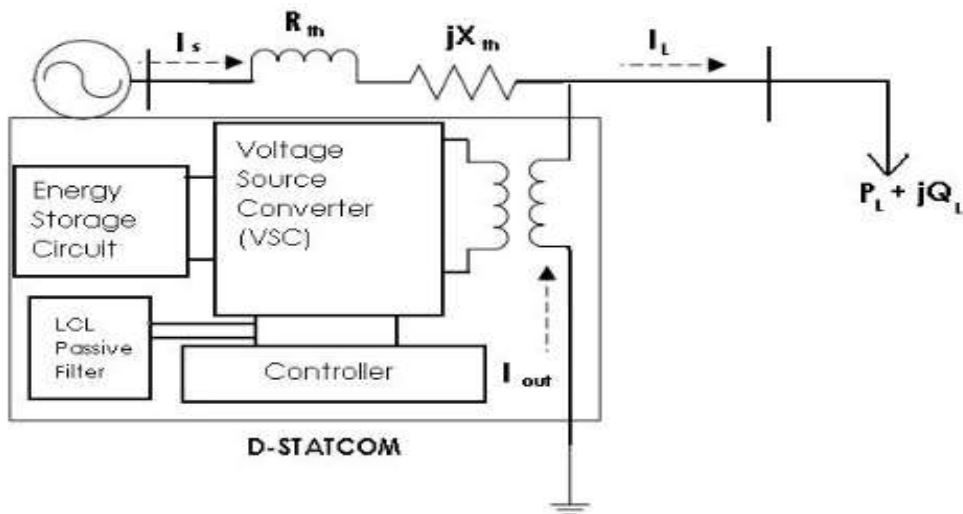 I s
R th
jX th
I L
Voltage
Source
Converter
(VSC)
Energy
Storage
Circuit
P L + jQ L
LCL
Passive
Filter
Controller
I out
D-STATCOM